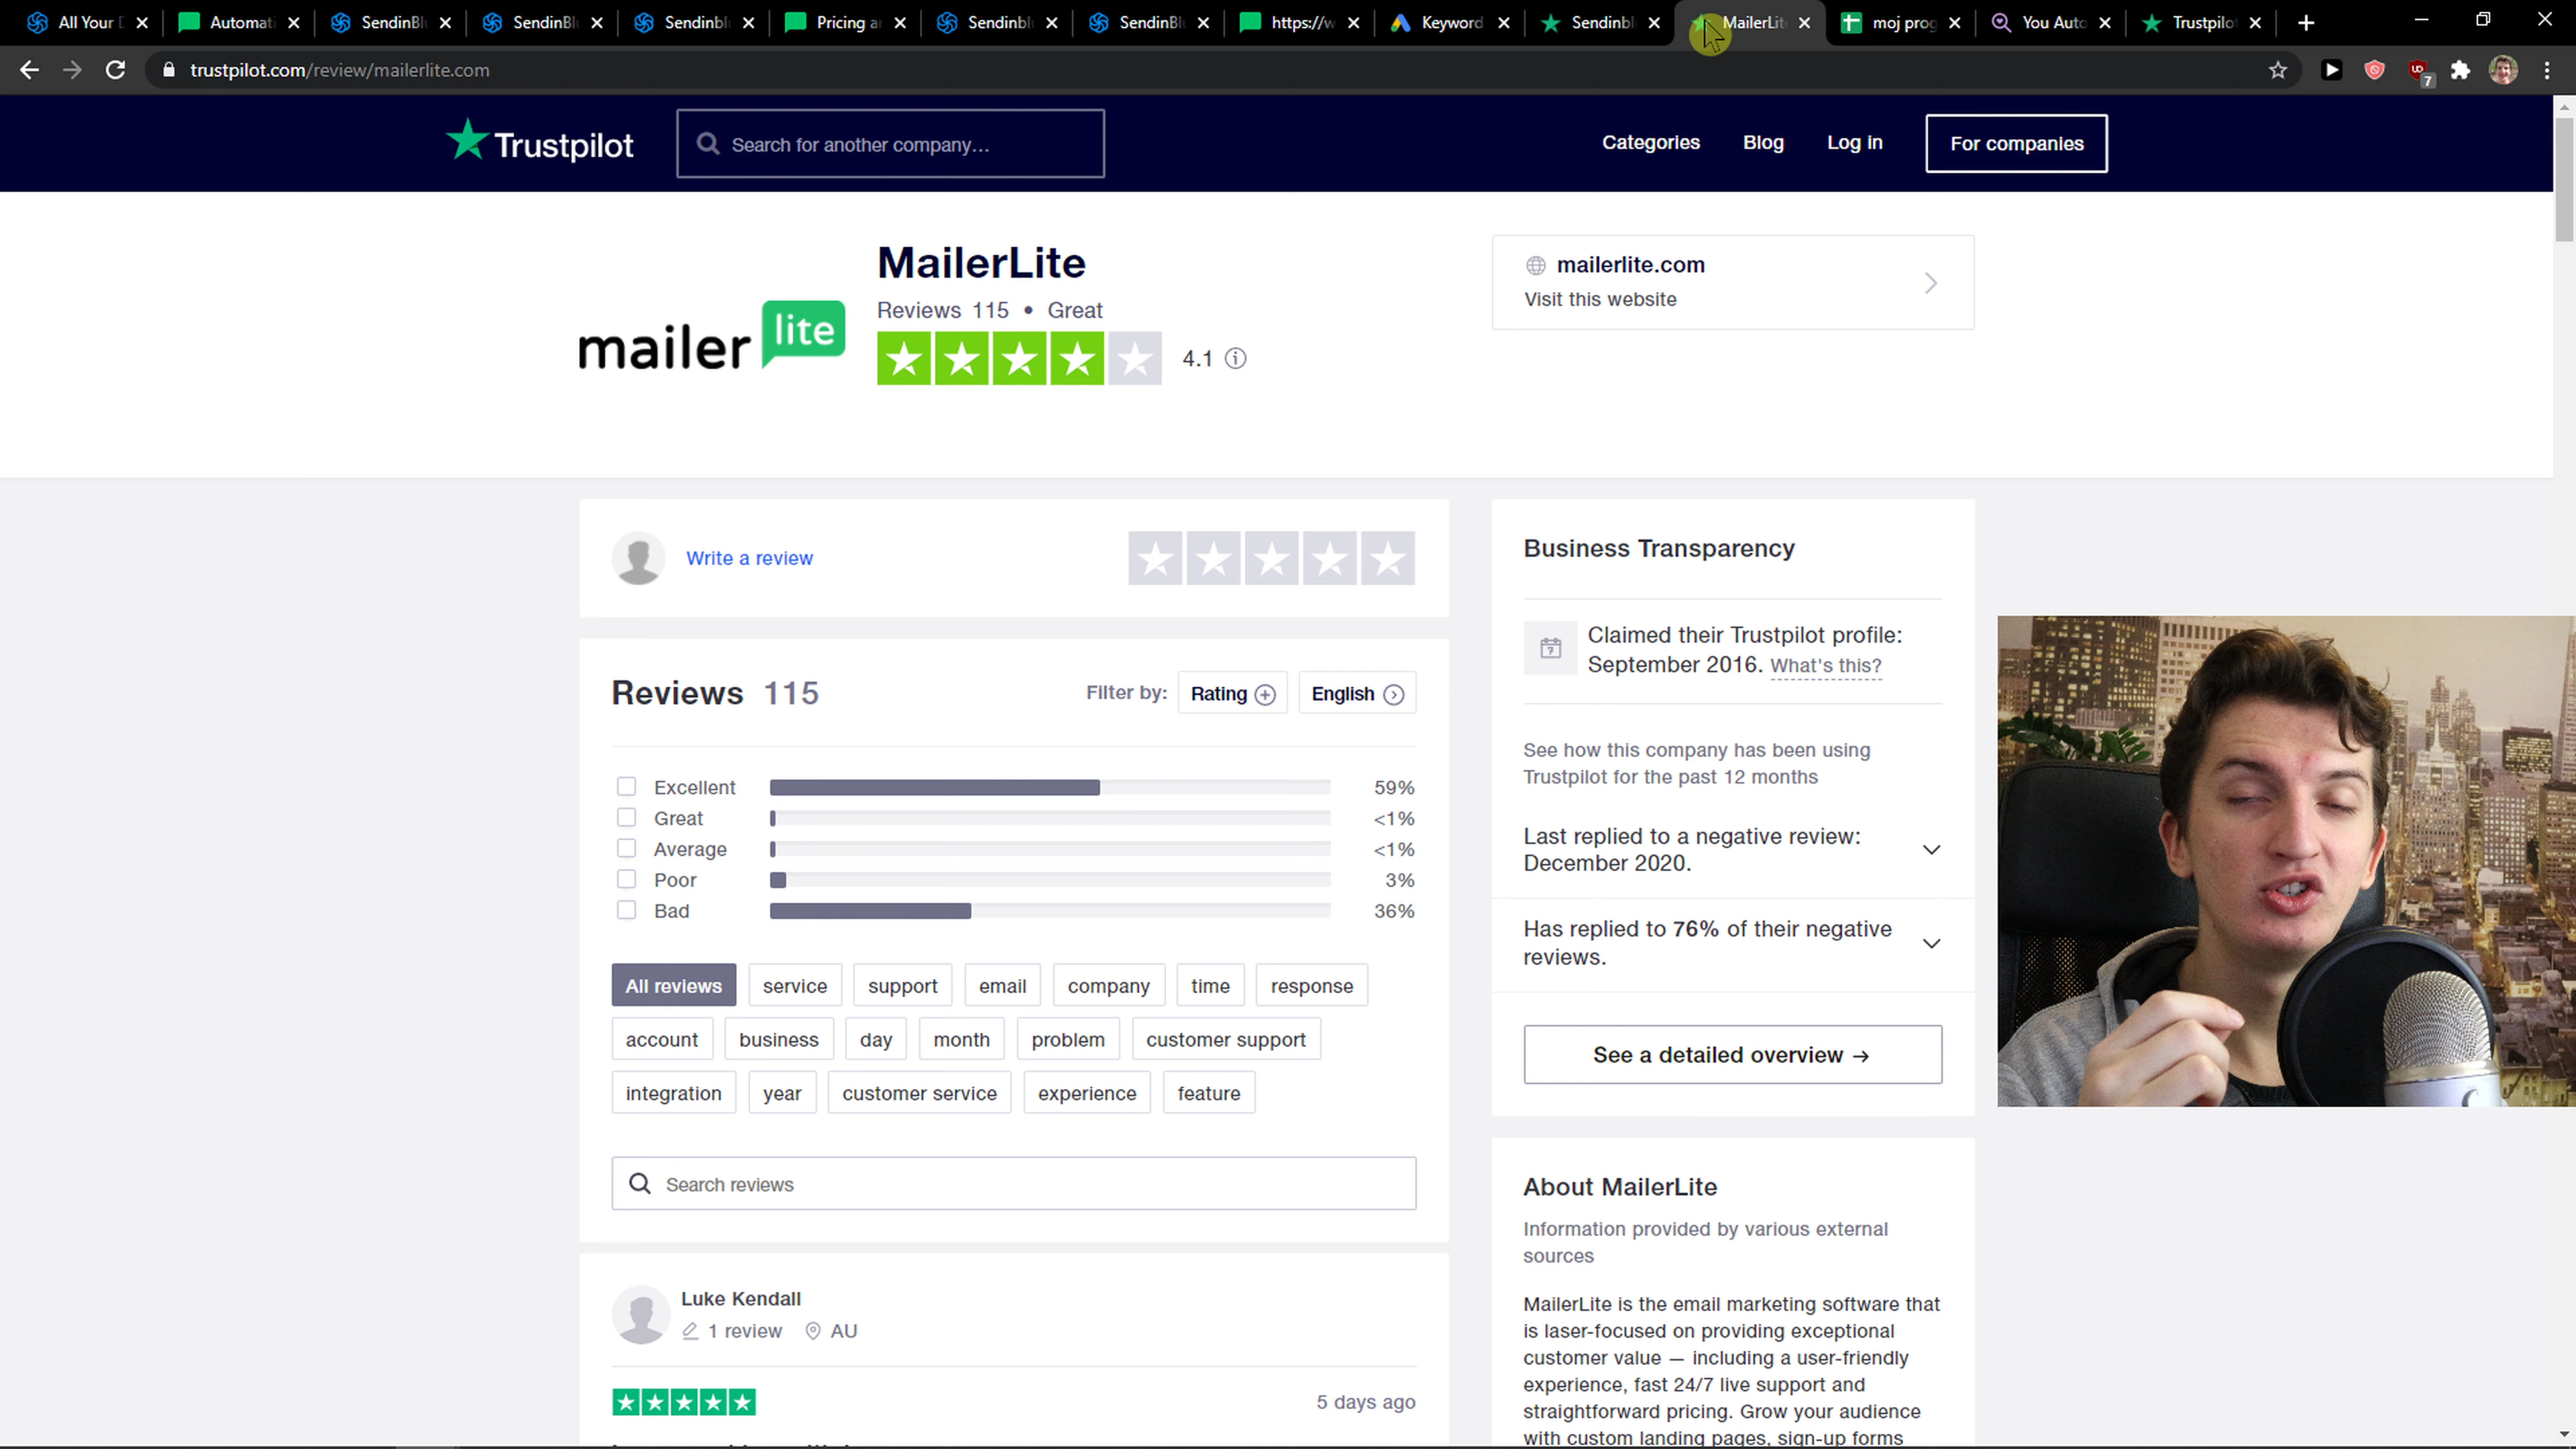 All Your D
Automati
SendinBl
SendinBl
Sendinbl
Pricing a
Sendinbl
SendinBl
https://w
Keyword
Sendinbl
MailerLit
moj prog
You Auto
Trustpilo
trustpilot.com/review/mailerlite.com
UD
7
Trustpilot
Search for another company...
Categories
Blog
Log in
For companies
mailer lite
MailerLite
Reviews 115 • Great
4.1
mailerlite.com
Visit this website
Write a review
Reviews 115
Filter by:
Rating
English
Excellent 59%
Great <1%
Average <1%
Poor 3%
Bad 36%
All reviews service support email company time response
account business day month problem customer support
integration year customer service experience feature
Search reviews
Luke Kendall
1 review AU
5 days ago
Business Transparency
Claimed their Trustpilot profile:
September 2016. What's this?
See how this company has been using
Trustpilot for the past 12 months
Last replied to a negative review:
December 2020.
Has replied to 76% of their negative
reviews.
See a detailed overview →
About MailerLite
Information provided by various external
sources
MailerLite is the email marketing software that
is laser-focused on providing exceptional
customer value — including a user-friendly
experience, fast 24/7 live support and
straightforward pricing. Grow your audience
with custom landing pages, sign-up forms